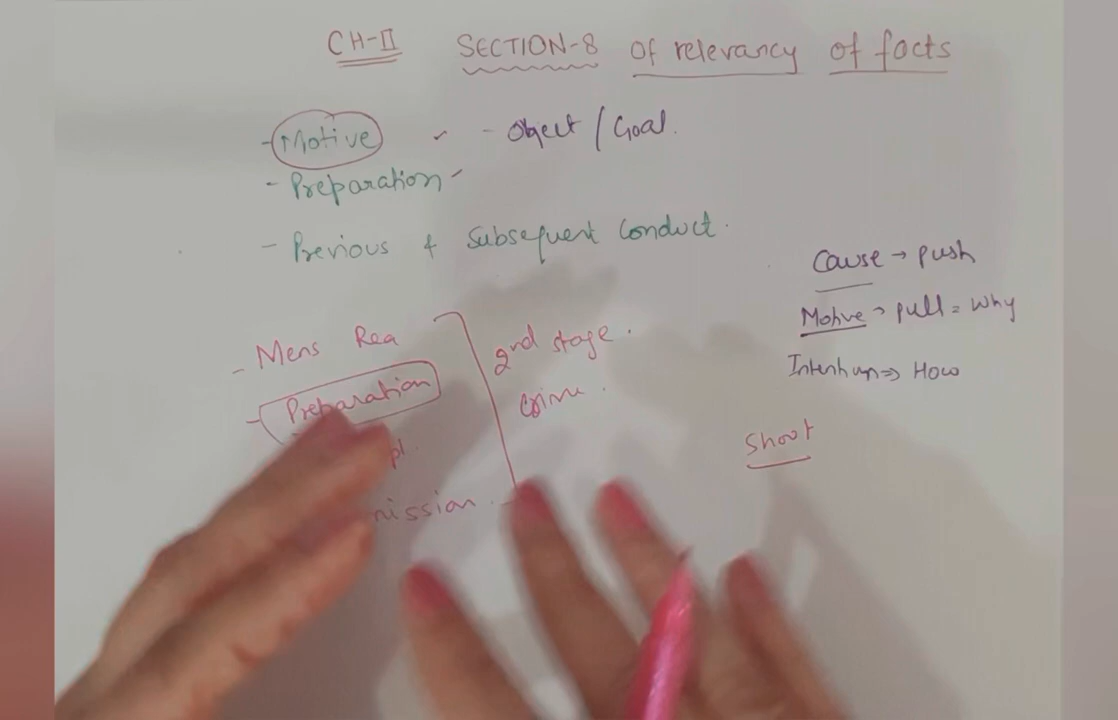 CH-II SECTION-8 of relevancy of facts
- Motive - Object / Goal.
- Preparation
- Previous & Subsequent Conduct.
Cause → push
Motive → pull = Why
Intention => How
- Mens Rea
- Preparation
2nd stage.
crime.
Shoot